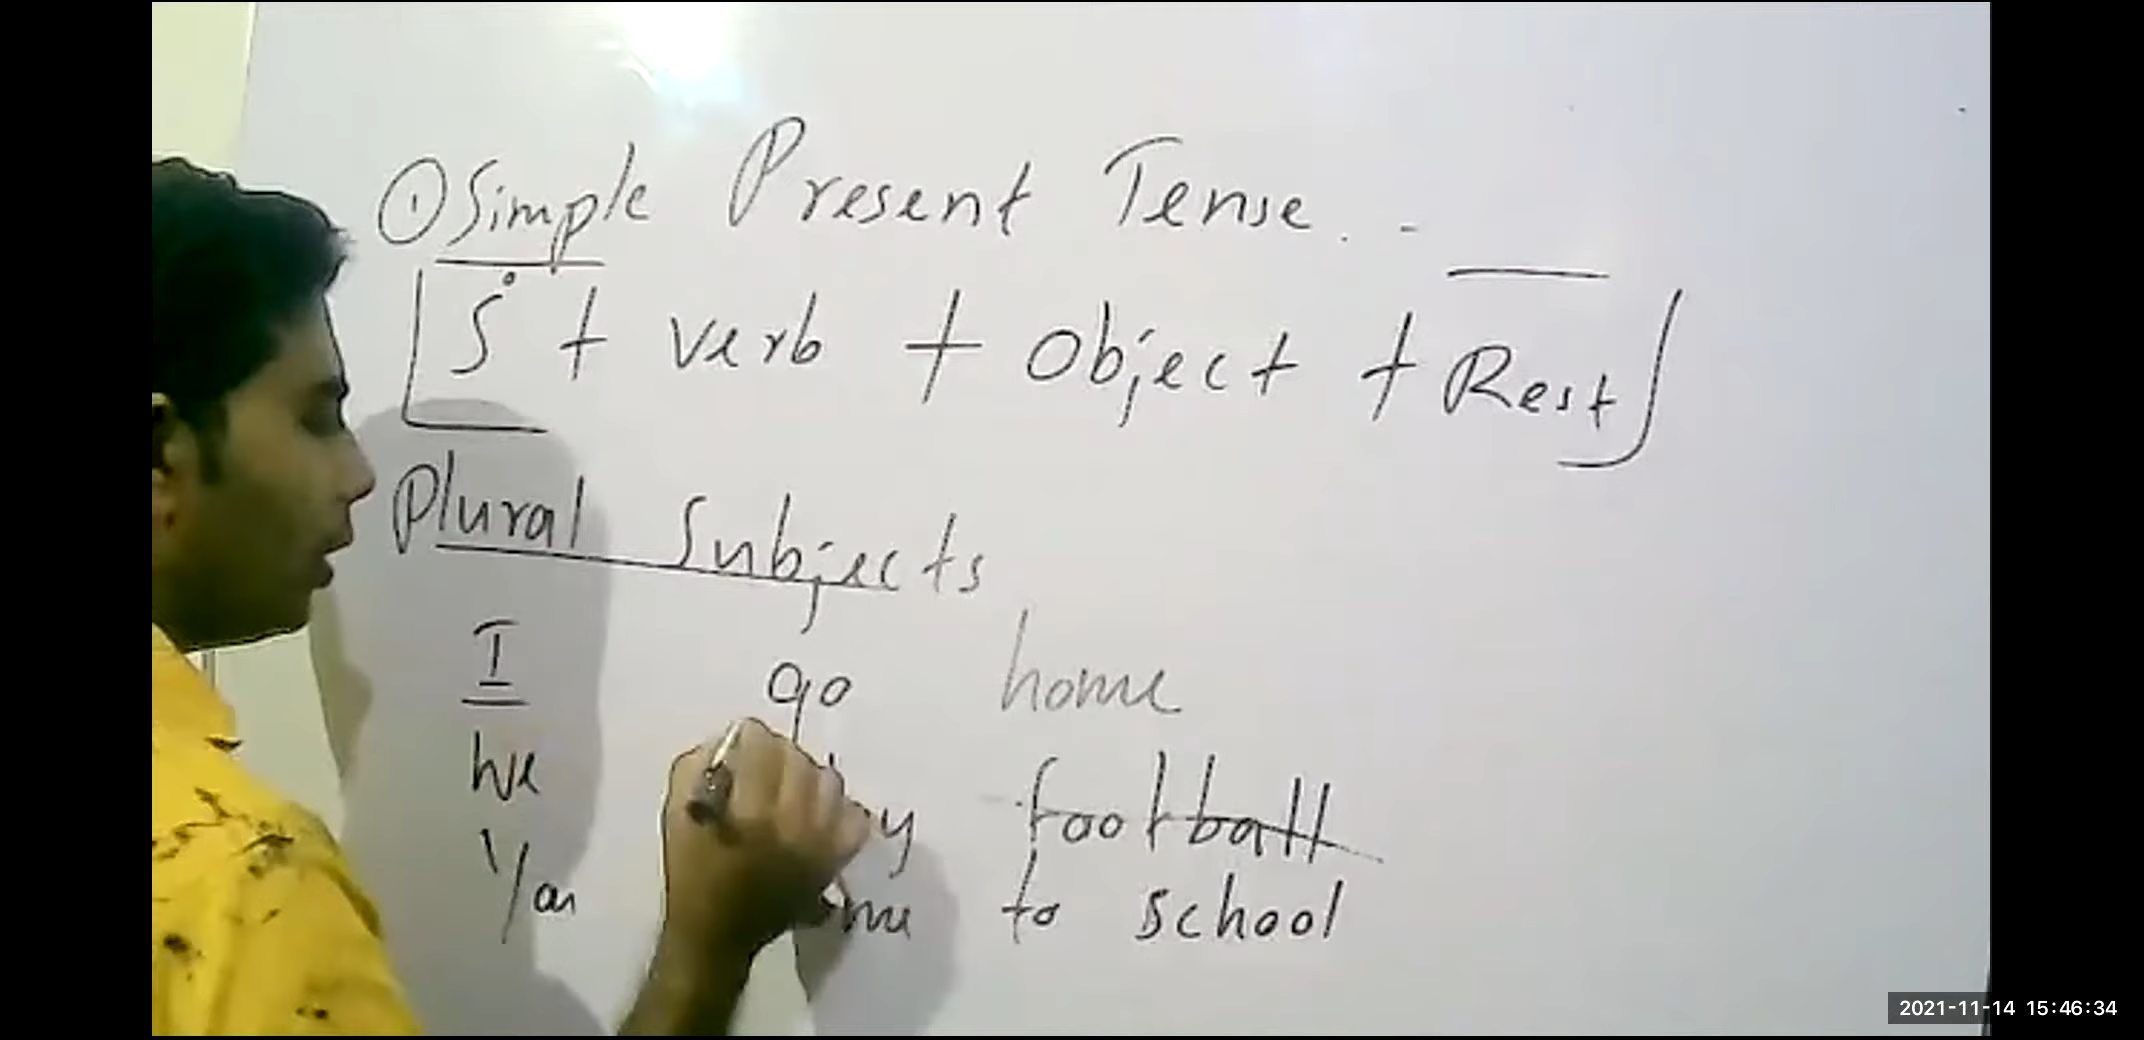 ① Simple Present Tense.
S + verb + Object + Rest
Plural Subjects
I go home
We football
You to school
2021-11-14 15:46:34